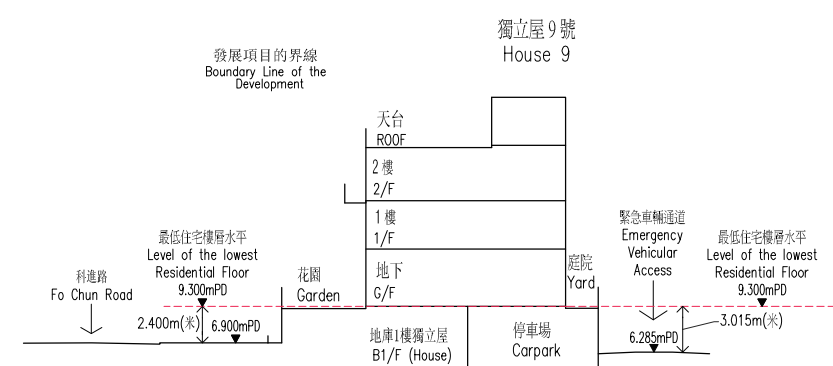 獨立屋9號
House 9
發展項目的界線
Boundary Line of the
Development
天台
ROOF
2樓
2/F
1樓
1/F
地下
G/F
最低住宅樓層水平
Level of the lowest
Residential Floor
9.300mPD
科進路
Fo Chun Road
花園
Garden
庭院
Yard
緊急車輛通道
Emergency
Vehicular
Access
最低住宅樓層水平
Level of the lowest
Residential Floor
9.300mPD
2.400m(米)
6.900mPD
3.015m(米)
6.285mPD
地庫1樓獨立屋
B1/F (House)
停車場
Carpark